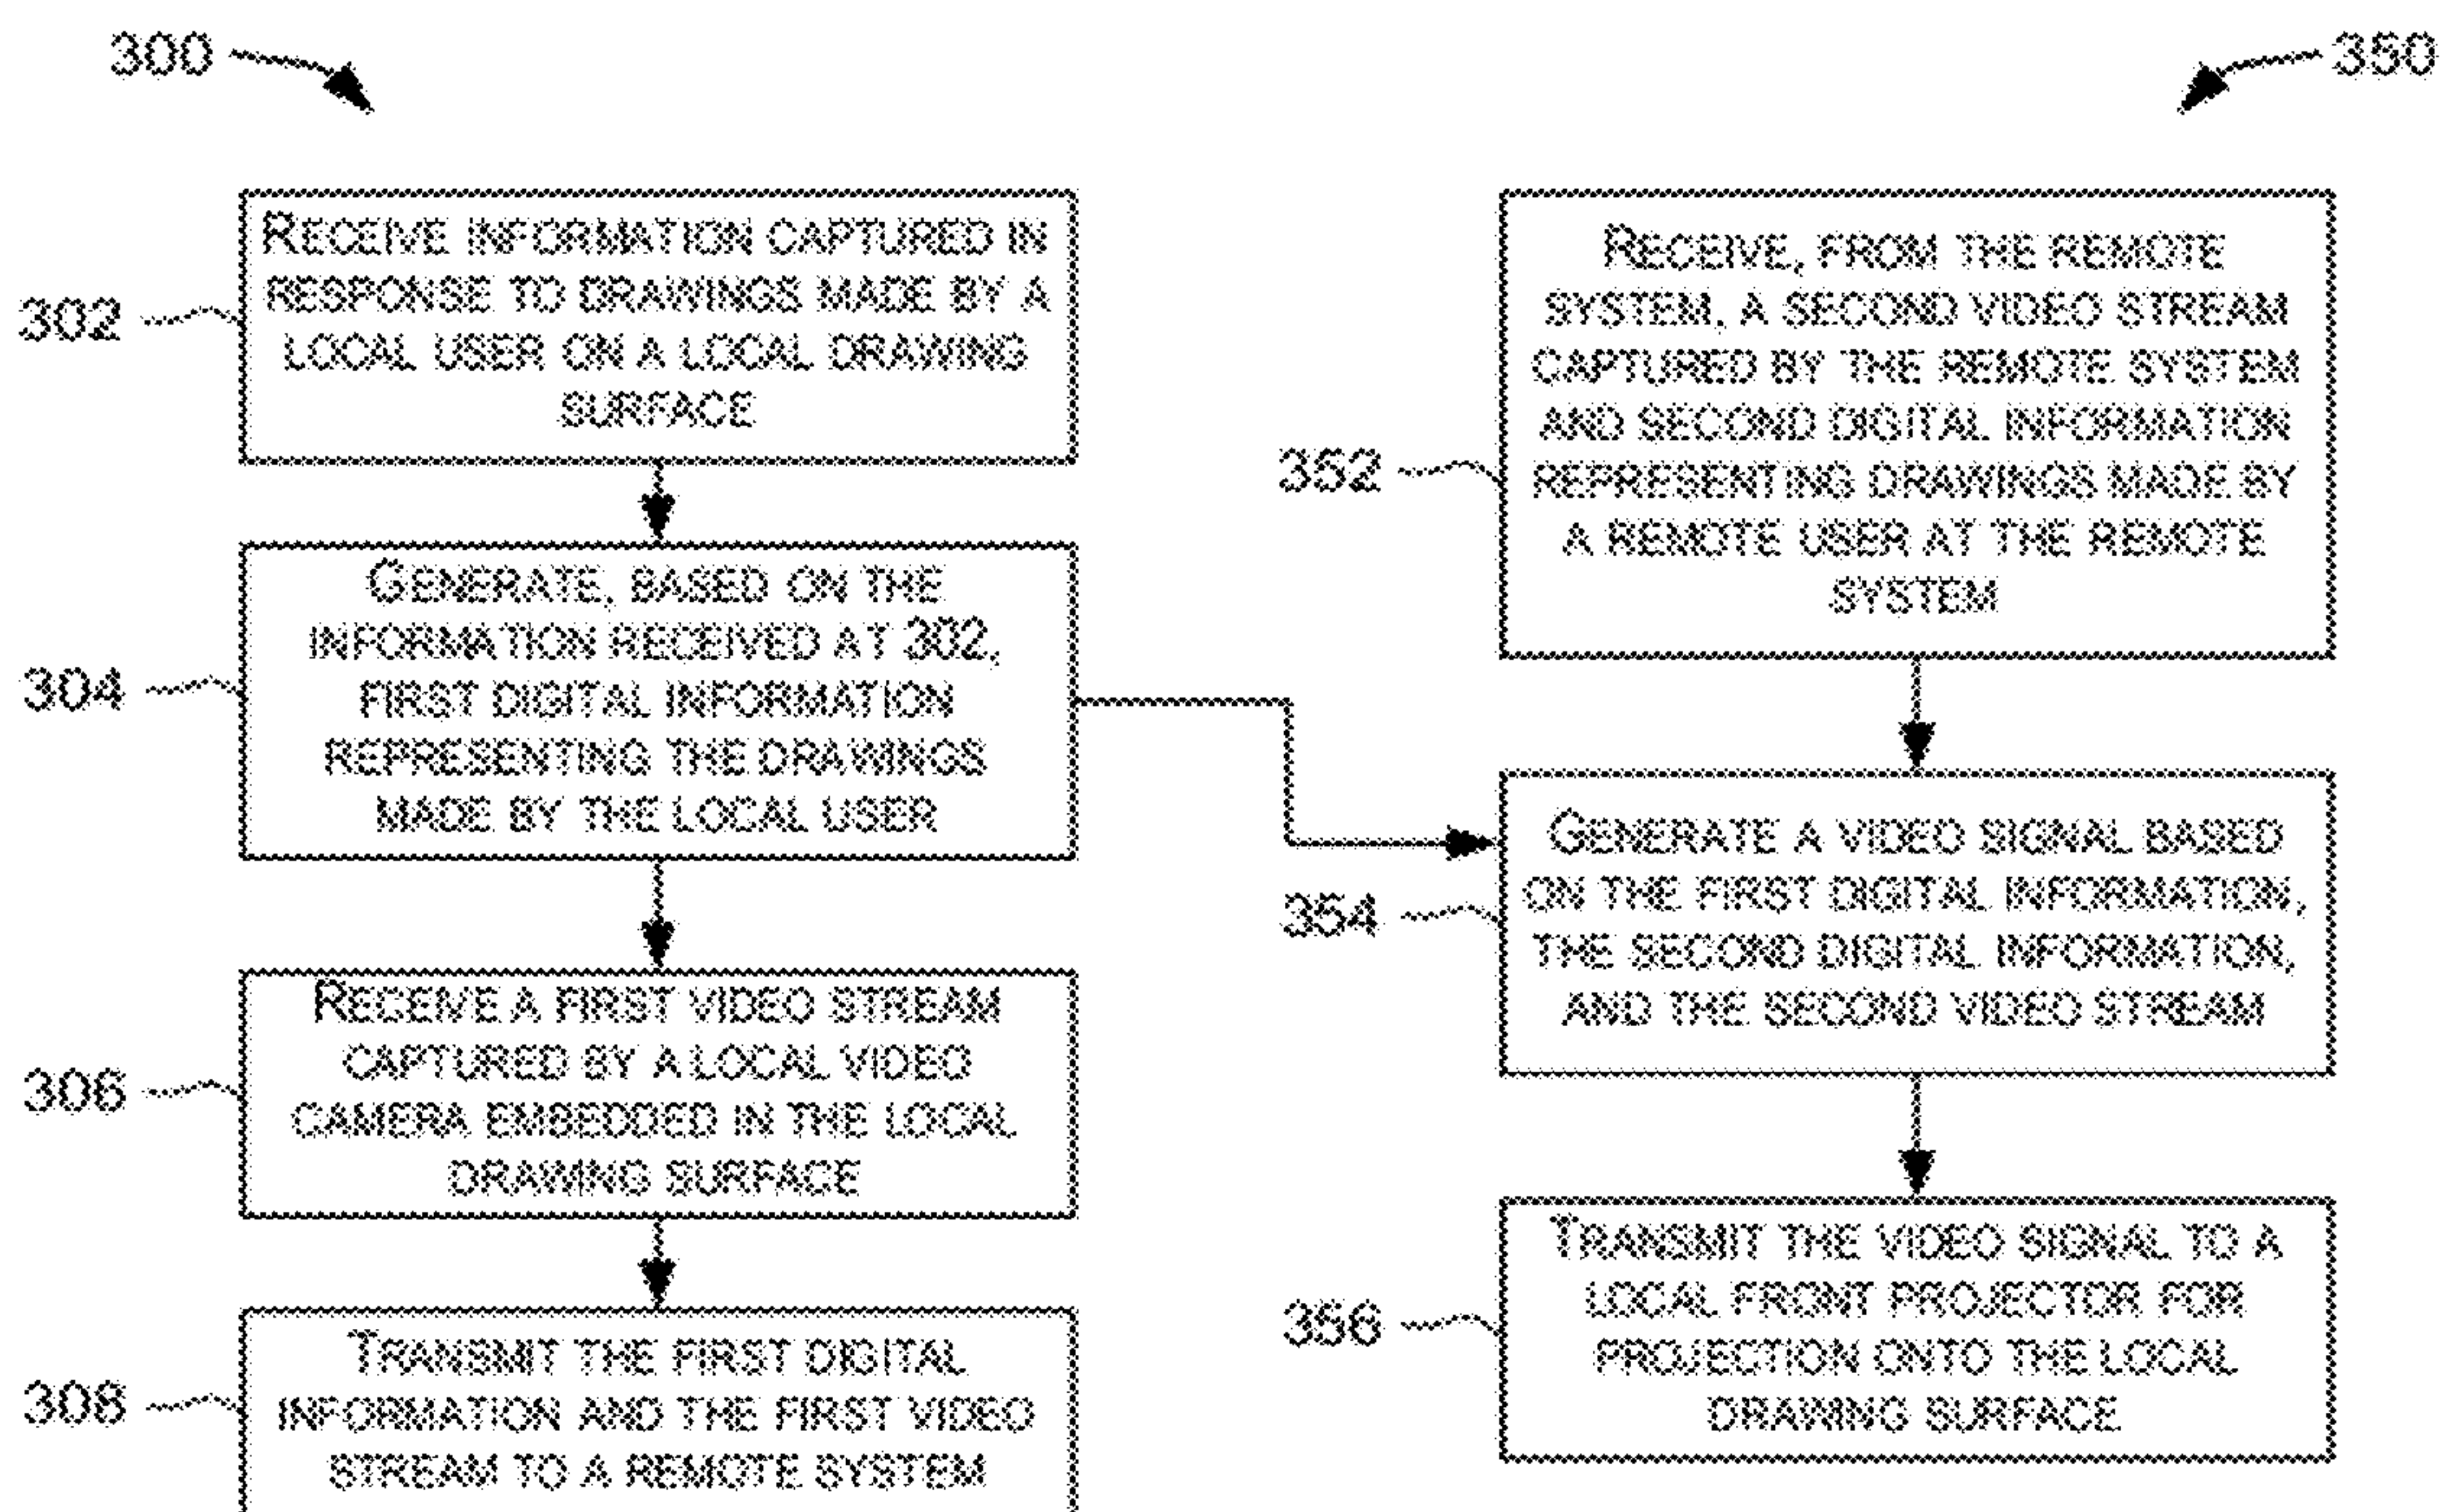 300
302
RECEIVE INFORMATION CAPTURED IN
RESPONSE TO DRAWINGS MADE BY A
LOCAL USER ON A LOCAL DRAWING
SURFACE
304
GENERATE, BASED ON THE
INFORMATION RECEIVED AT 302,
FIRST DIGITAL INFORMATION
REPRESENTING THE DRAWINGS
MADE BY THE LOCAL USER
306
RECEIVE A FIRST VIDEO STREAM
CAPTURED BY A LOCAL VIDEO
CAMERA EMBEDDED IN THE LOCAL
DRAWING SURFACE
308
TRANSMIT THE FIRST DIGITAL
INFORMATION AND THE FIRST VIDEO
STREAM TO A REMOTE SYSTEM
350
352
RECEIVE, FROM THE REMOTE
SYSTEM, A SECOND VIDEO STREAM
CAPTURED BY THE REMOTE SYSTEM
AND SECOND DIGITAL INFORMATION
REPRESENTING DRAWINGS MADE BY
A REMOTE USER AT THE REMOTE
SYSTEM
354
GENERATE A VIDEO SIGNAL BASED
ON THE FIRST DIGITAL INFORMATION,
THE SECOND DIGITAL INFORMATION,
AND THE SECOND VIDEO STREAM
356
TRANSMIT THE VIDEO SIGNAL TO A
LOCAL FRONT PROJECTOR FOR
PROJECTION ONTO THE LOCAL
DRAWING SURFACE